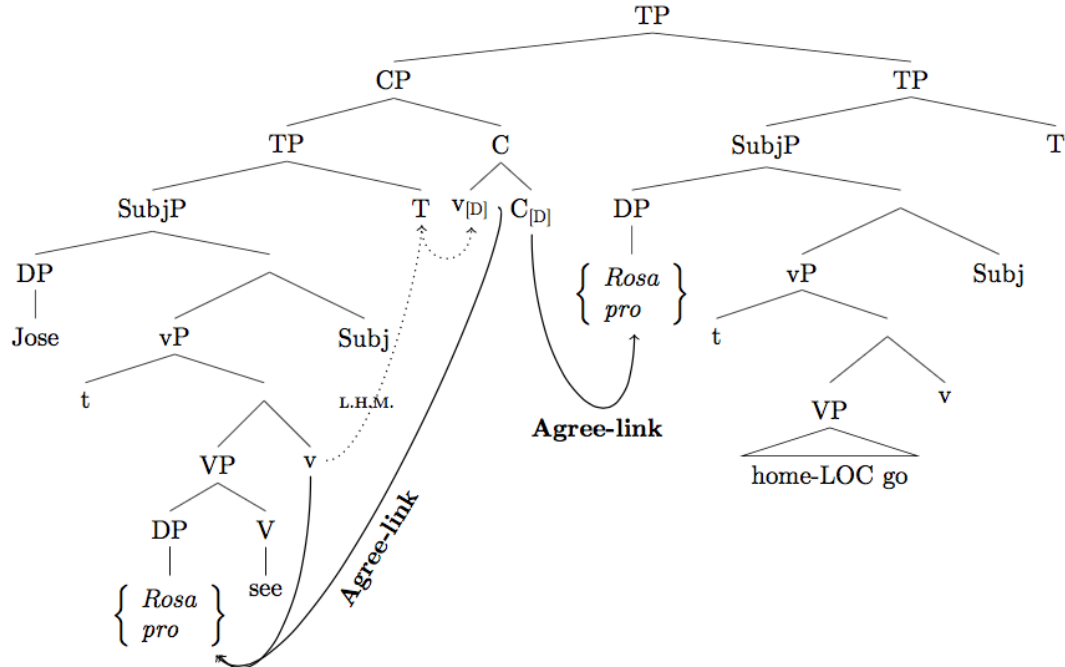 TP
CP TP
TP C SubjP T
SubjP T v[D] C[D] DP
DP { Rosa pro } vP Subj
Jose vP Subj t
t L.H.M. VP v
Agree-link
VP v home-LOC go
DP V Agree-link
{ Rosa pro } see